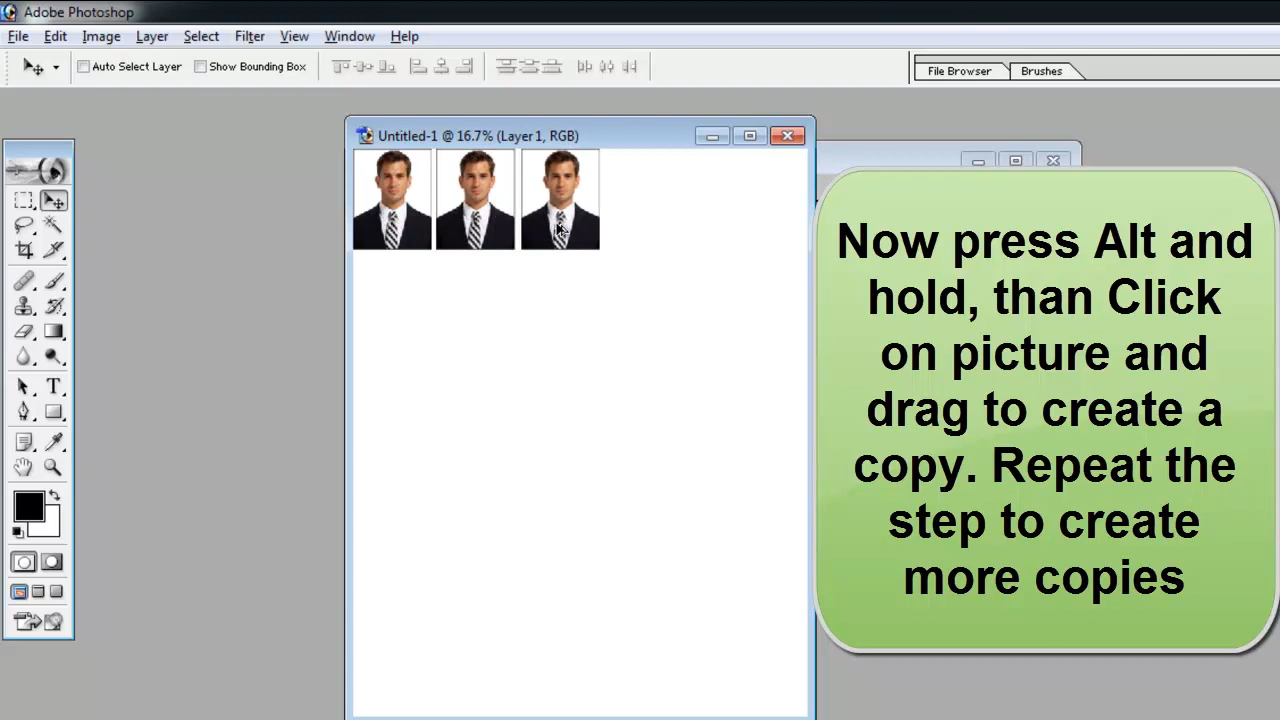 Adobe Photoshop
File Edit Image Layer Select Filter View Window Help
Auto Select Layer Show Bounding Box
File Browser Brushes
Untitled-1 @ 16.7% (Layer 1, RGB)
T
Now press Alt and
hold, than Click
on picture and
drag to create a
copy. Repeat the
step to create
more copies